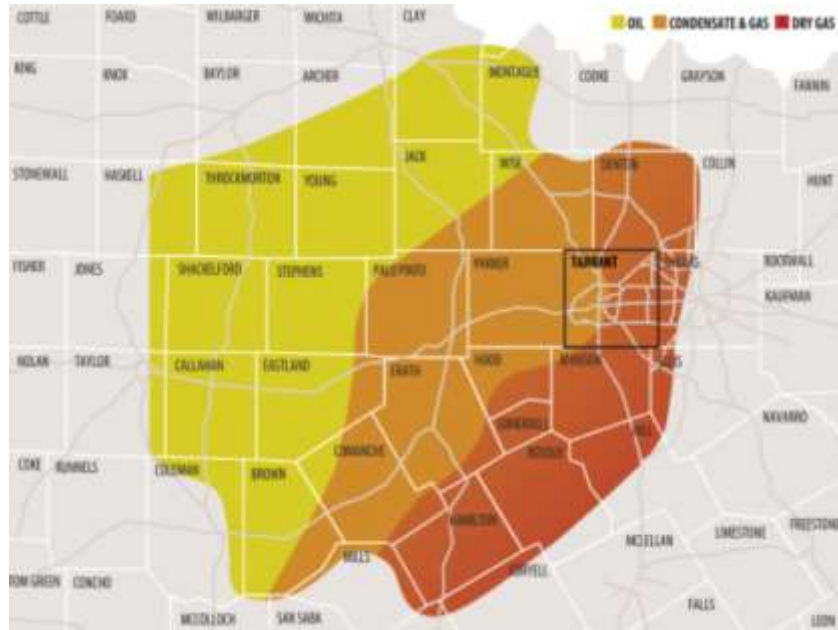 OIL CONDENSATE & GAS DRY GAS
COTTLE FOARD WILBARGER WICHITA CLAY
KING KNOX BAYLOR ARCHER MONTAGUE COOKE GRAYSON FANNIN
STONEWALL HASKELL THROCKMORTON YOUNG JACK WISE DENTON COLLIN HUNT
FISHER JONES SHACKELFORD STEPHENS PALO PINTO PARKER TARRANT DALLAS ROCKWALL
KAUFMAN
NOLAN TAYLOR CALLAHAN EASTLAND ERATH HOOD JOHNSON ELLIS
SOMERVELL HILL NAVARRO
COKE RUNNELS COLEMAN BROWN COMANCHE BOSQUE
HAMILTON LIMESTONE FREESTONE
MILLS MCLELLAN
TOM GREEN CONCHO CORYELL
MCCOLLOCH SAN SABA FALLS LEON